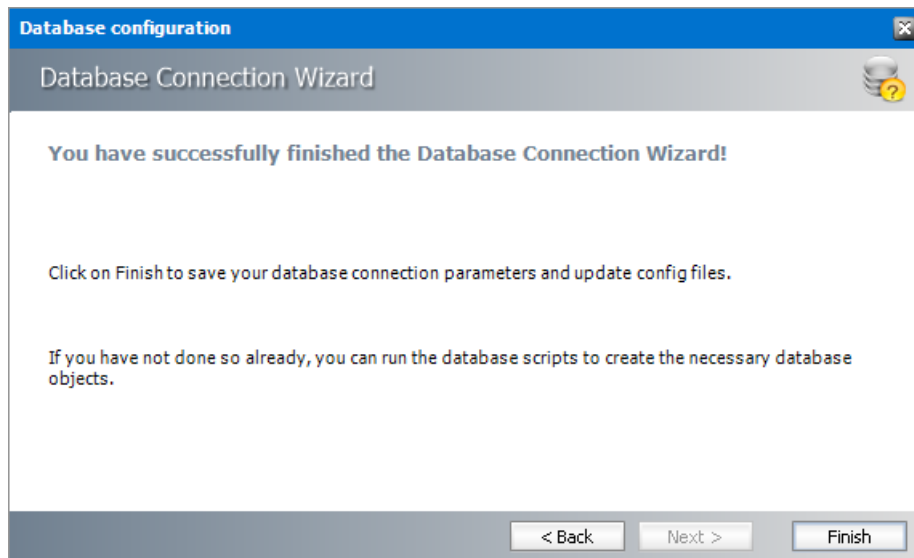 Database configuration
Database Connection Wizard
?
You have successfully finished the Database Connection Wizard!
Click on Finish to save your database connection parameters and update config files.
If you have not done so already, you can run the database scripts to create the necessary database
objects.
< Back
Next >
Finish